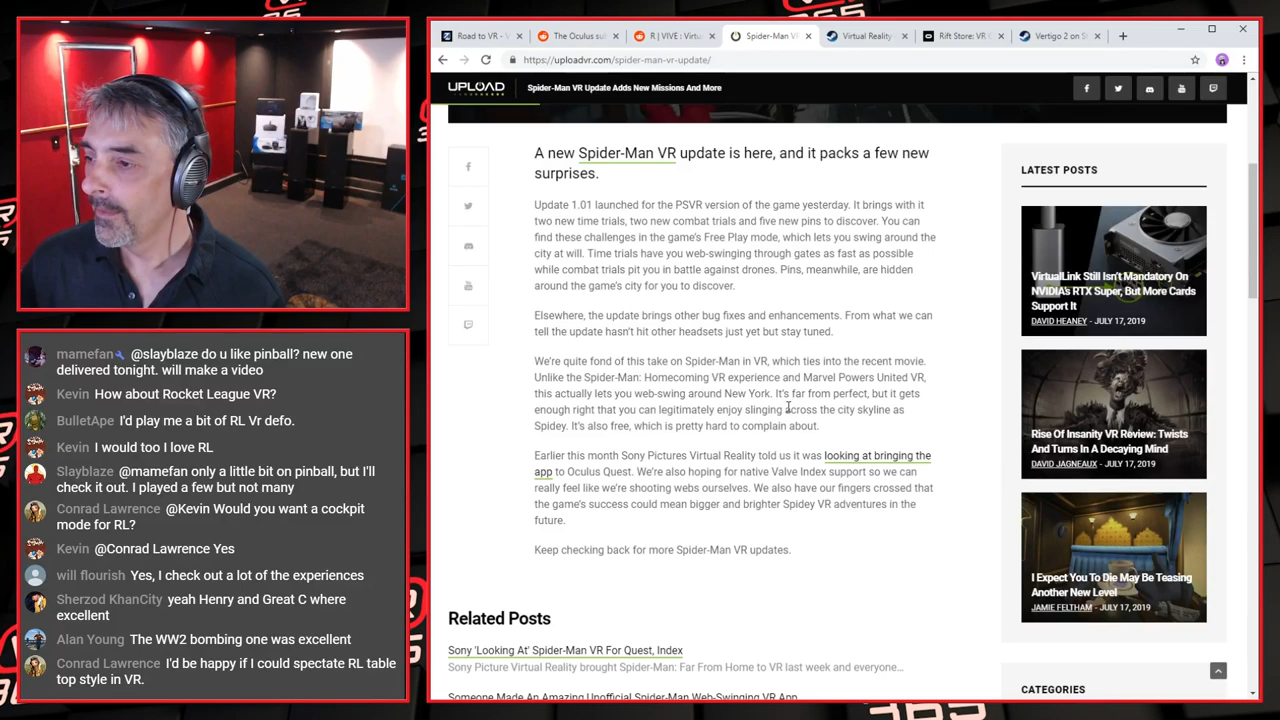 Road to VR - V
The Oculus su
R | VIVE : Virtu
Spider-Man VR
Virtual Reality
Rift Store: VR G
Vertigo 2 on St
https://uploadvr.com/spider-man-vr-update/
UPLOAD
Spider-Man VR Update Adds New Missions And More
A new Spider-Man VR update is here, and it packs a few new
surprises.
Update 1.01 launched for the PSVR version of the game yesterday. It brings with it
two new time trials, two new combat trials and five new pins to discover. You can
find these challenges in the game's Free Play mode, which lets you swing around the
city at will. Time trials have you web-swinging through gates as fast as possible
while combat trials pit you in battle against drones. Pins, meanwhile, are hidden
around the game's city for you to discover.
Elsewhere, the update brings other bug fixes and enhancements. From what we can
tell the update hasn't hit other headsets just yet but stay tuned.
We're quite fond of this take on Spider-Man in VR, which ties into the recent movie.
Unlike the Spider-Man: Homecoming VR experience and Marvel Powers United VR,
this actually lets you web-swing around New York. It's far from perfect, but it gets
enough right that you can legitimately enjoy slinging across the city skyline as
Spidey. It's also free, which is pretty hard to complain about.
Earlier this month Sony Pictures Virtual Reality told us it was looking at bringing the
app to Oculus Quest. We're also hoping for native Valve Index support so we can
really feel like we're shooting webs ourselves. We also have our fingers crossed that
the game's success could mean bigger and brighter Spidey VR adventures in the
future.
Keep checking back for more Spider-Man VR updates.
Related Posts
Sony 'Looking At' Spider-Man VR For Quest, Index
Sony Picture Virtual Reality brought Spider-Man: Far From Home to VR last week and everyone...
Someone Made An Amazing Unofficial Spider-Man Web-Swinging VR App
LATEST POSTS
VirtualLink Still Isn't Mandatory On
NVIDIA's RTX Super, But More Cards
Support It
DAVID HEANEY - JULY 17, 2019
Rise Of Insanity VR Review: Twists
And Turns In A Decaying Mind
DAVID JAGNEAUX - JULY 17, 2019
I Expect You To Die May Be Teasing
Another New Level
JAMIE FELTHAM - JULY 17, 2019
CATEGORIES
mamefan @slayblaze do u like pinball? new one
delivered tonight. will make a video
Kevin How about Rocket League VR?
BulletApe I'd play me a bit of RL Vr defo.
Kevin I would too I love RL
Slayblaze @mamefan only a little bit on pinball, but I'll
check it out. I played a few but not many
Conrad Lawrence @Kevin Would you want a cockpit
mode for RL?
Kevin @Conrad Lawrence Yes
will flourish Yes, I check out a lot of the experiences
Sherzod KhanCity yeah Henry and Great C where
excellent
Alan Young The WW2 bombing one was excellent
Conrad Lawrence I'd be happy if I could spectate RL table
top style in VR.